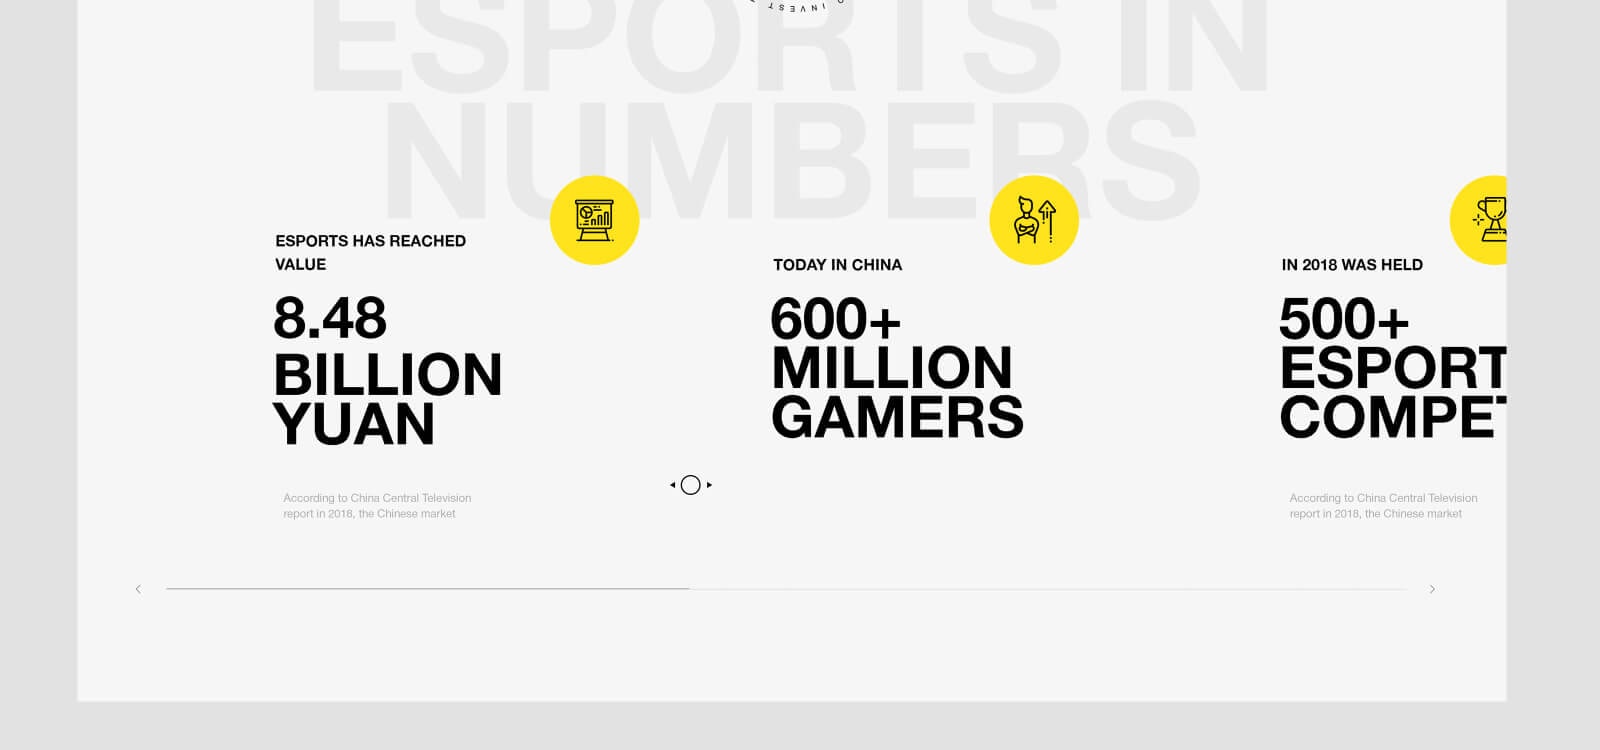 INVEST
ESPORTS IN
NUMBERS
ESPORTS HAS REACHED
VALUE
8.48
BILLION
YUAN
According to China Central Television
report in 2018, the Chinese market
TODAY IN CHINA
600+
MILLION
GAMERS
IN 2018 WAS HELD
500+
ESPORT
COMPET
According to China Central Television
report in 2018, the Chinese market